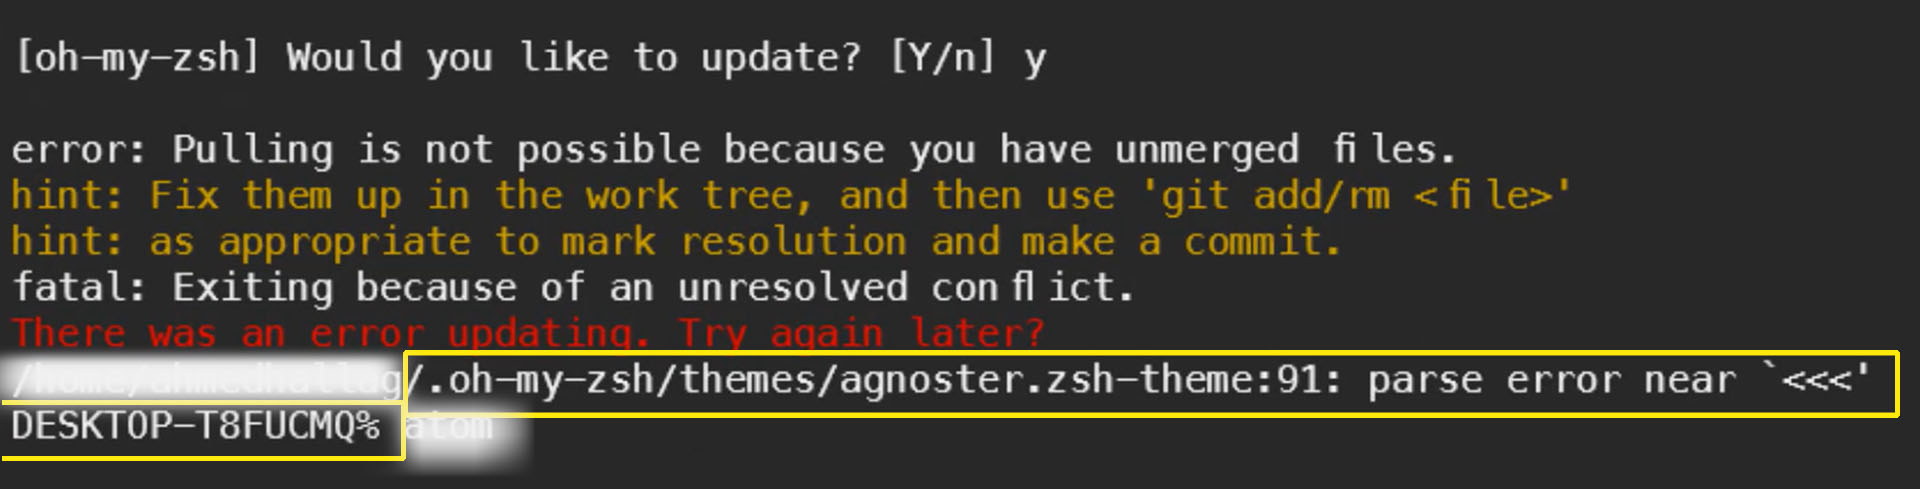 [oh-my-zsh] Would you like to update? [Y/n] y
error: Pulling is not possible because you have unmerged files.
hint: Fix them up in the work tree, and then use 'git add/rm <file>'
hint: as appropriate to mark resolution and make a commit.
fatal: Exiting because of an unresolved conflict.
There was an error updating. Try again later?
/.oh-my-zsh/themes/agnoster.zsh-theme:91: parse error near `<<<'
DESKTOP-T8FUCMQ% atom